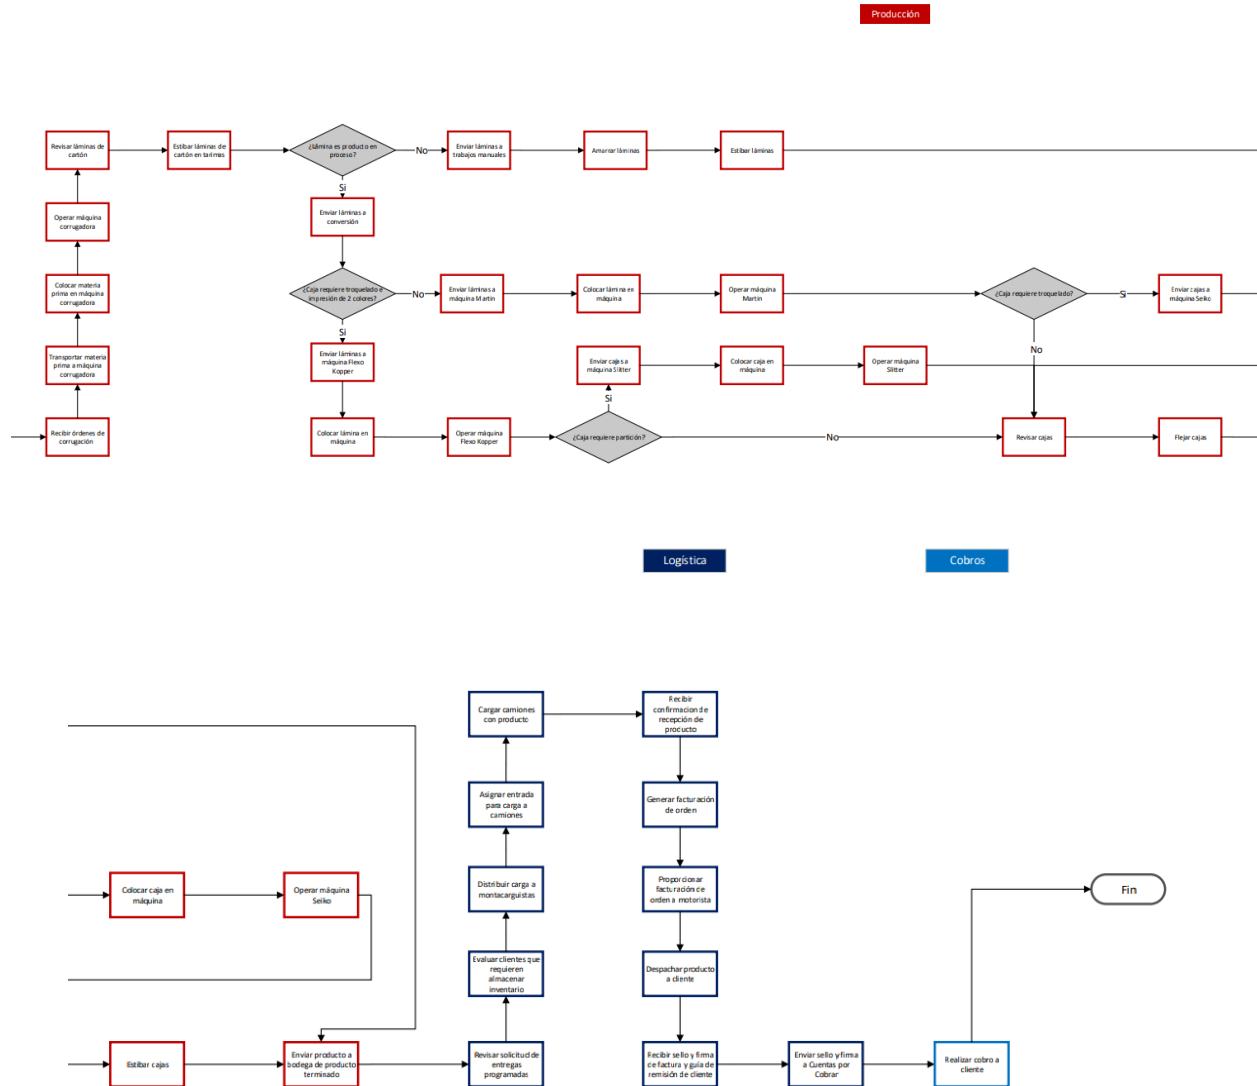 Producción
Revisar láminas de
cartón
Estibar láminas de
cartón en tarimas
¿Lámina es producto en
proceso?
No
Enviar láminas a
trabajos manuales
Amarrar láminas
Estibar láminas
Si
Operar máquina
corrugadora
Enviar láminas a
conversión
Colocar materia
prima en máquina
corrugadora
¿Caja requiere troquelado e
impresión de 2 colores?
No
Enviar láminas a
máquina Martin
Colocar lámina en
máquina
Operar máquina
Martin
¿Caja requiere troquelado?
Si
Enviar cajas a
máquina Seiko
Si
No
Transportar materia
prima a máquina
corrugadora
Enviar láminas a
máquina Flexo
Kopper
Enviar cajas a
máquina Slitter
Colocar caja en
máquina
Operar máquina
Slitter
Si
Recibir órdenes de
corrugación
Colocar lámina en
máquina
Operar máquina
Flexo Kopper
¿Caja requiere partición?
No
Revisar cajas
Flejar cajas
Logística
Cobros
Cargar camiones
con producto
Recibir
confirmacion de
recepción de
producto
Asignar entrada
para carga a
camiones
Generar facturación
de orden
Colocar caja en
máquina
Operar máquina
Seiko
Distribuir carga a
montacarguistas
Proporcionar
facturación de
orden a motorista
Fin
Evaluar clientes que
requieren
almacenar
inventario
Despachar producto
a cliente
Estibar cajas
Enviar producto a
bodega de producto
terminado
Revisar solicitud de
entregas
programadas
Recibir sello y firma
de factura y guía de
remisión de cliente
Enviar sello y firma
a Cuentas por
Cobrar
Realizar cobro a
cliente